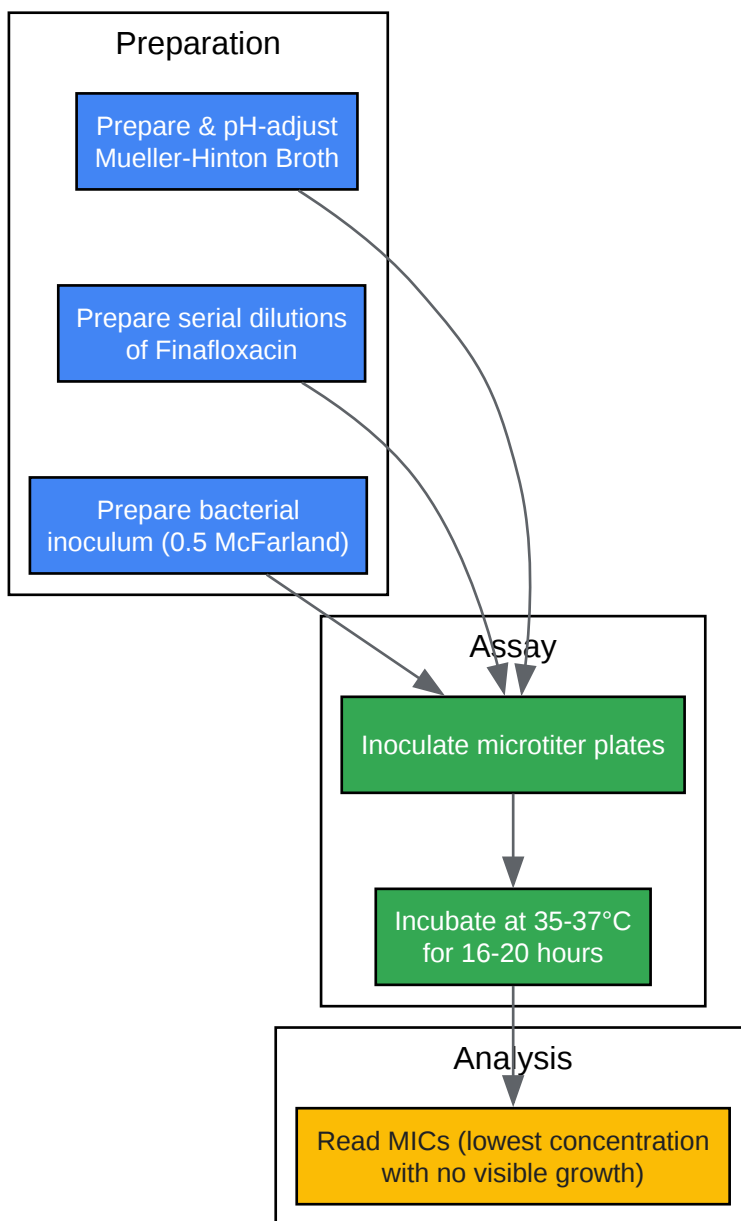 Preparation
Prepare & pH-adjust
Mueller-Hinton Broth
Prepare serial dilutions
of Finafloxacin
Prepare bacterial
inoculum (0.5 McFarland)
Assay
Inoculate microtiter plates
Incubate at 35-37°C
for 16-20 hours
Analysis
Read MICs (lowest concentration
with no visible growth)